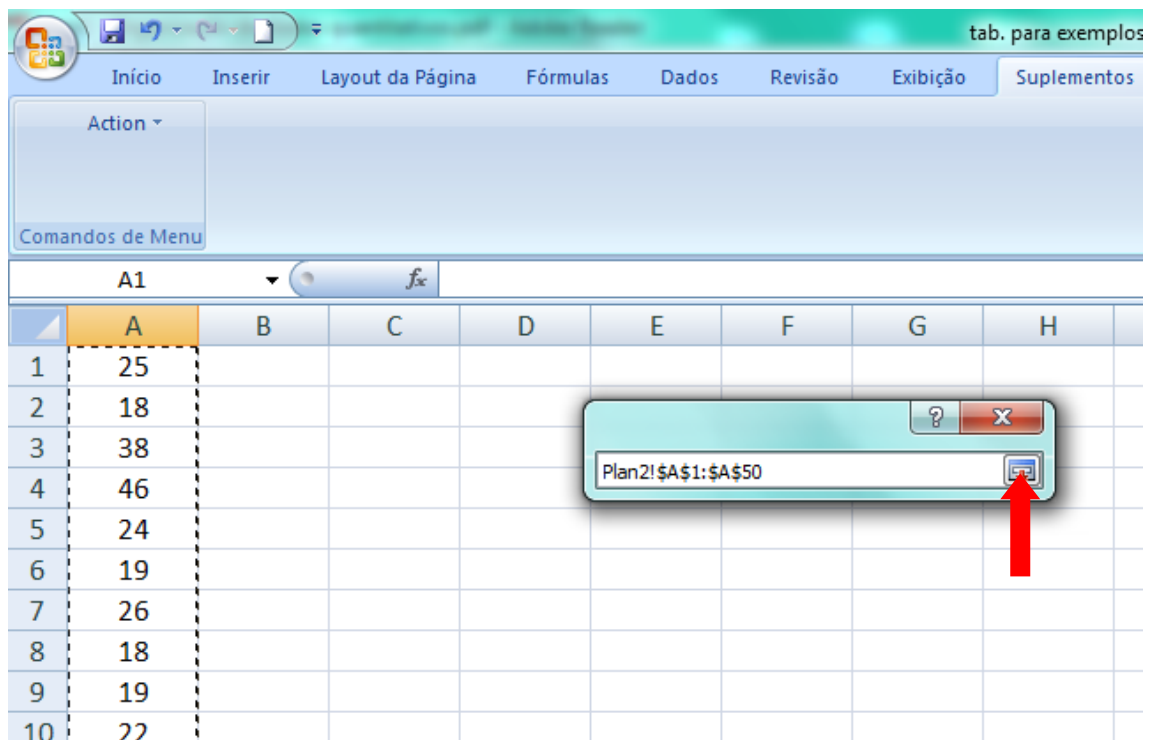 tab. para exemplos
Início Inserir Layout da Página Fórmulas Dados Revisão Exibição Suplementos
Action
Comandos de Menu
A1 fx
A B C D E F G H
1 25
2 18
3 38
Plan2!$A$1:$A$50
4 46
5 24
6 19
7 26
8 18
9 19
10 22